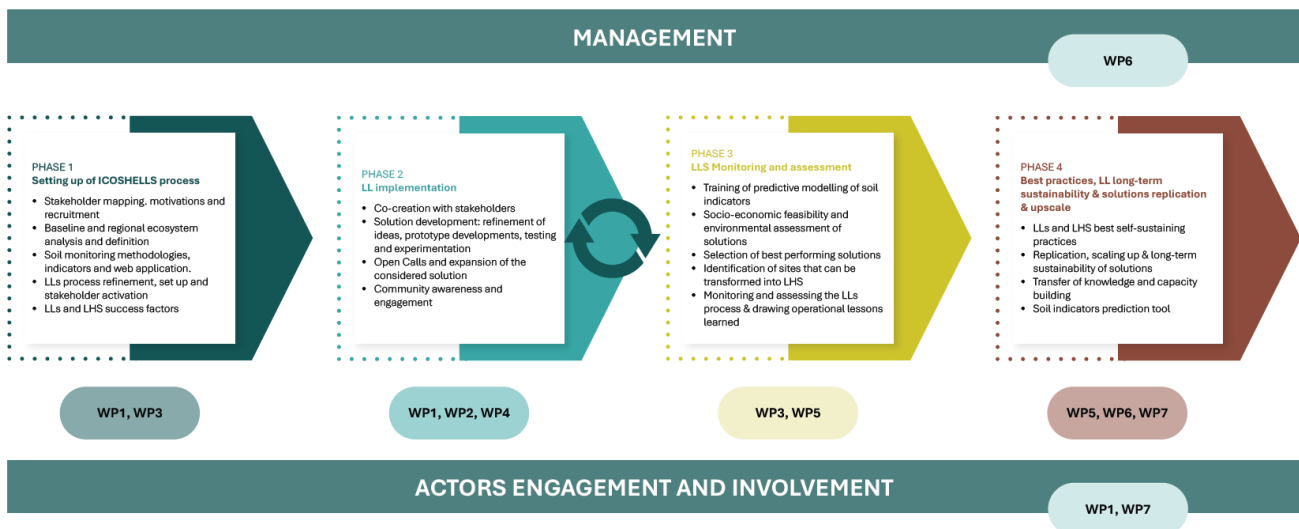 MANAGEMENT
WP6
PHASE 1
Setting up of ICOSHELLS process
• Stakeholder mapping. motivations and
recruitment
• Baseline and regional ecosystem
analysis and definition
• Soil monitoring methodologies,
indicators and web application.
• LLs process refinement, set up and
stakeholder activation
• LLs and LHS success factors
WP1, WP3
PHASE 2
LL implementation
• Co-creation with stakeholders
• Solution development: refinement of
ideas, prototype developments, testing
and experimentation
• Open Calls and expansion of the
considered solution
• Community awareness and
engagement
WP1, WP2, WP4
PHASE 3
LLS Monitoring and assessment
• Training of predictive modelling of soil
indicators
• Socio-economic feasibility and
environmental assessment of
solutions
• Selection of best performing solutions
• Identification of sites that can be
transformed into LHS
• Monitoring and assessing the LLs
process & drawing operational lessons
learned
WP3, WP5
PHASE 4
Best practices, LL long-term
sustainability & solutions replication
& upscale
• LLs and LHS best self-sustaining
practices
• Replication, scaling up & long-term
sustainability of solutions
• Transfer of knowledge and capacity
building
• Soil indicators prediction tool
WP5, WP6, WP7
ACTORS ENGAGEMENT AND INVOLVEMENT
WP1, WP7